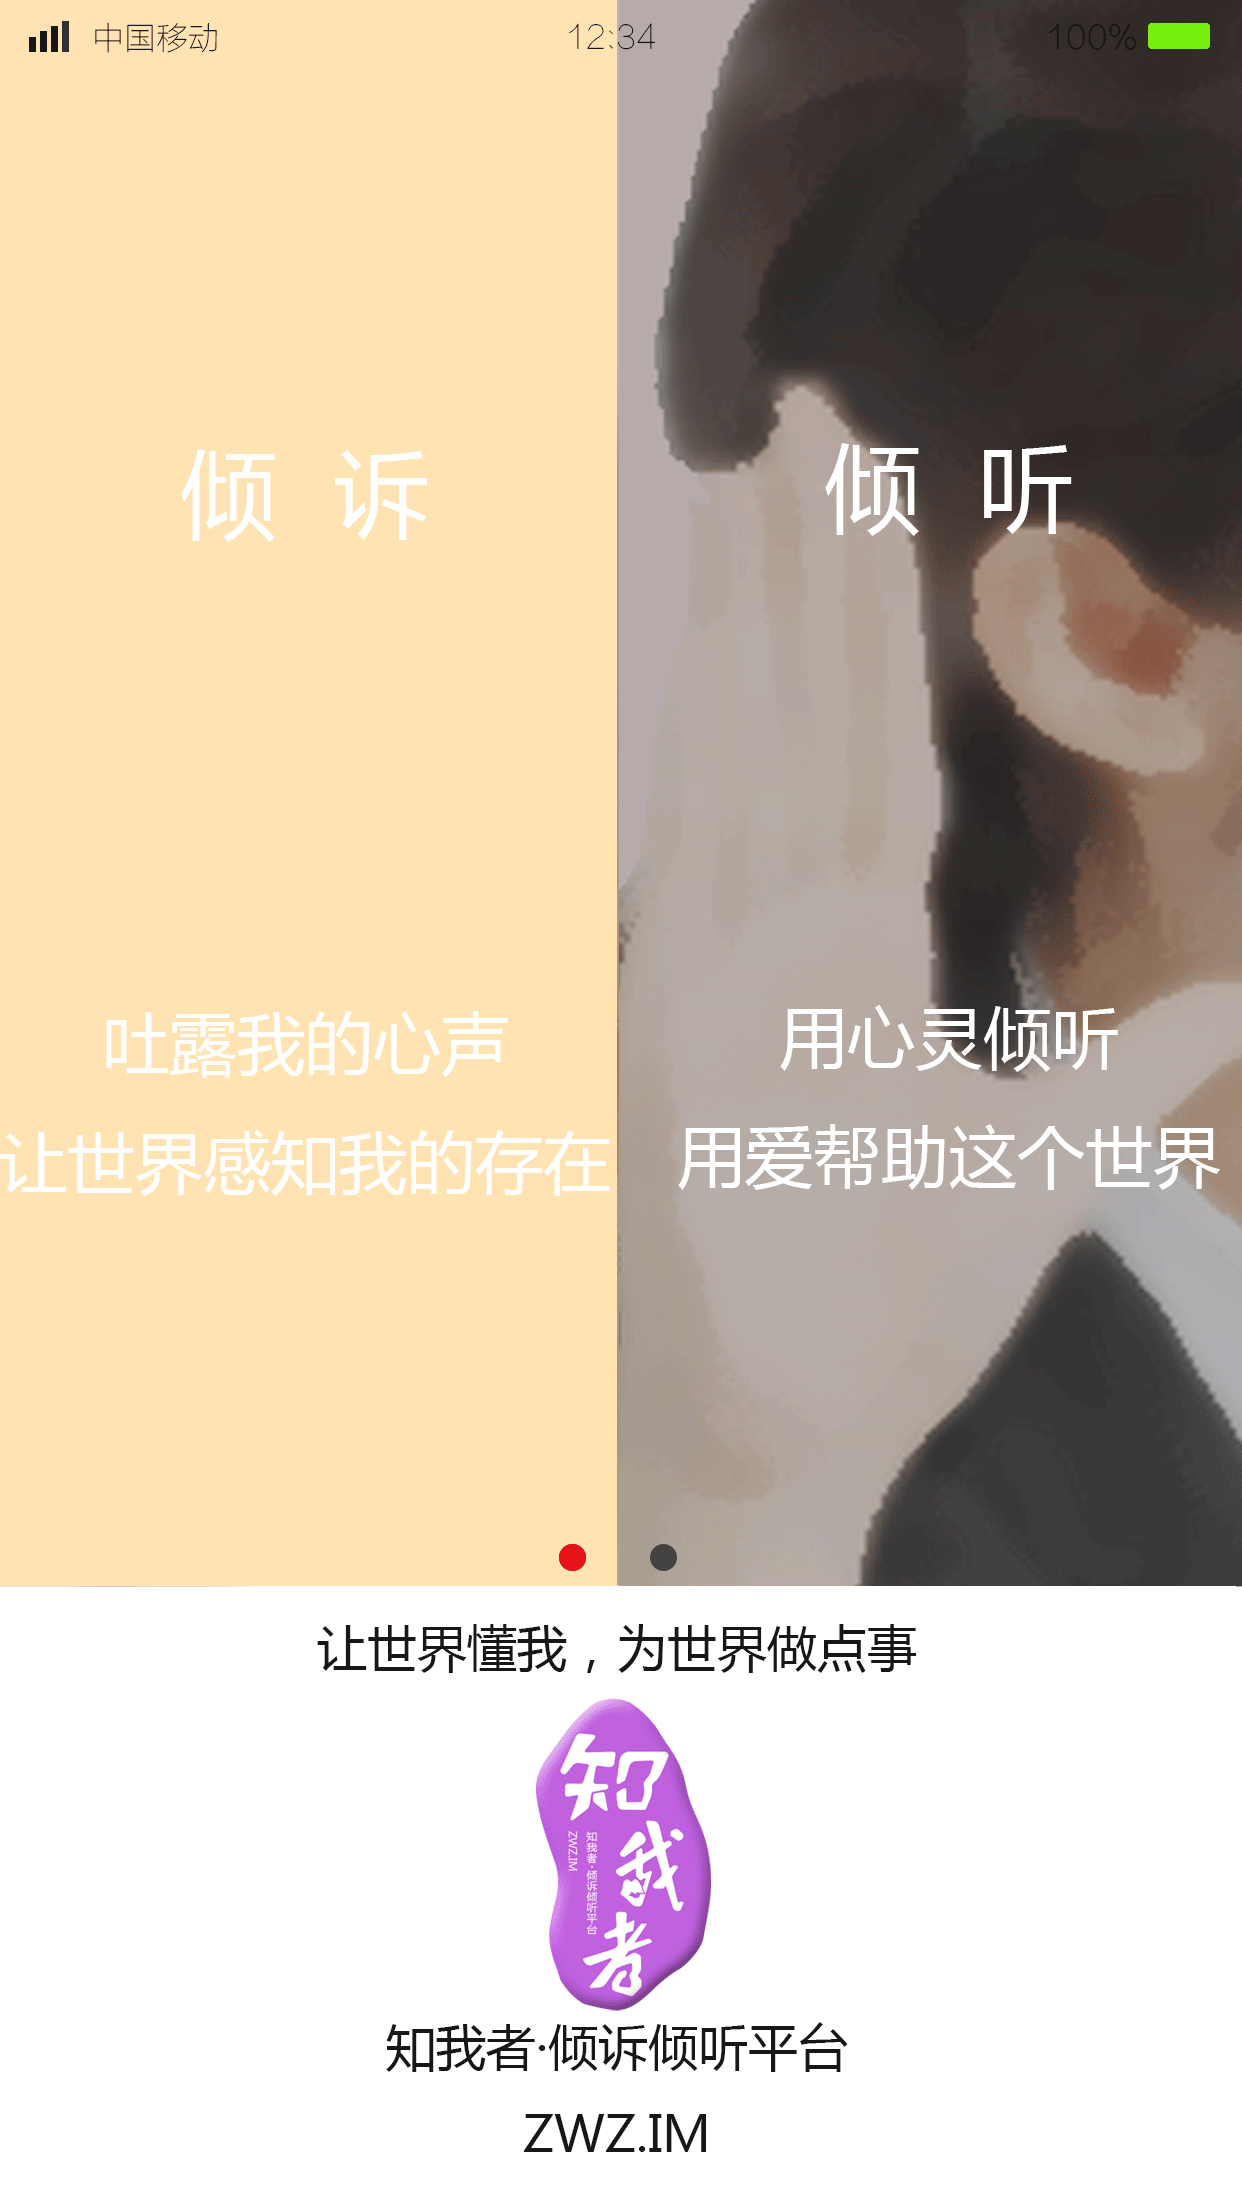 中国移动 12:34 100%
倾 诉
吐露我的心声
让世界感知我的存在
倾 听
用心灵倾听
用爱帮助这个世界
让世界懂我，为世界做点事
知我者
知我者·倾诉倾听平台
ZWZ.IM
知我者·倾诉倾听平台
ZWZ.IM